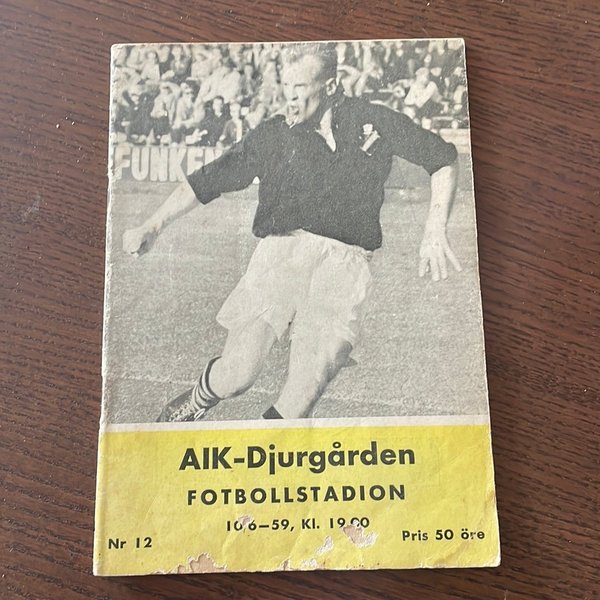 FUNKEN
AIK-Djurgården
FOTBOLLSTADION
10/6-59, Kl. 19.00
Nr 12
Pris 50 öre